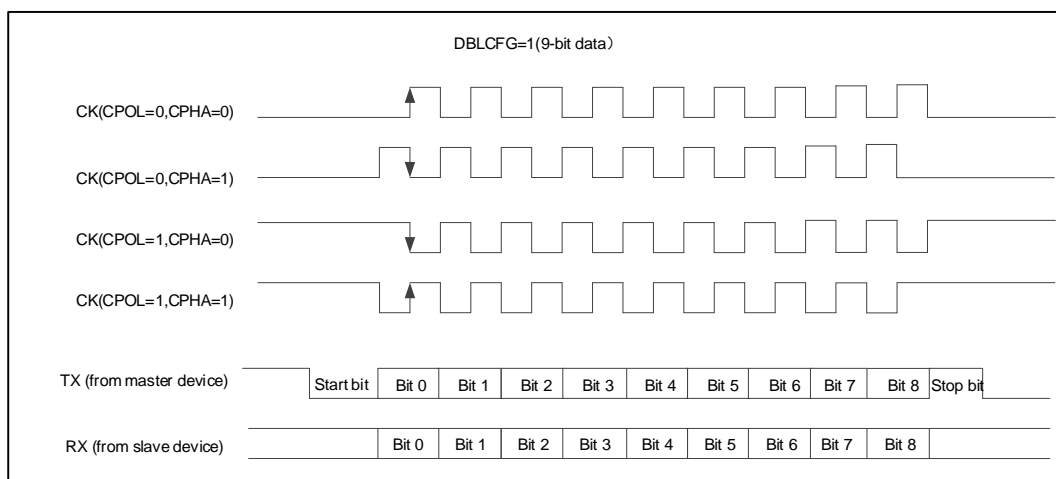 DBLCFG=1(9-bit data）
CK(CPOL=0,CPHA=0)
CK(CPOL=0,CPHA=1)
CK(CPOL=1,CPHA=0)
CK(CPOL=1,CPHA=1)
TX (from master device) Start bit Bit 0 Bit 1 Bit 2 Bit 3 Bit 4 Bit 5 Bit 6 Bit 7 Bit 8 Stop bit
RX (from slave device) Bit 0 Bit 1 Bit 2 Bit 3 Bit 4 Bit 5 Bit 6 Bit 7 Bit 8